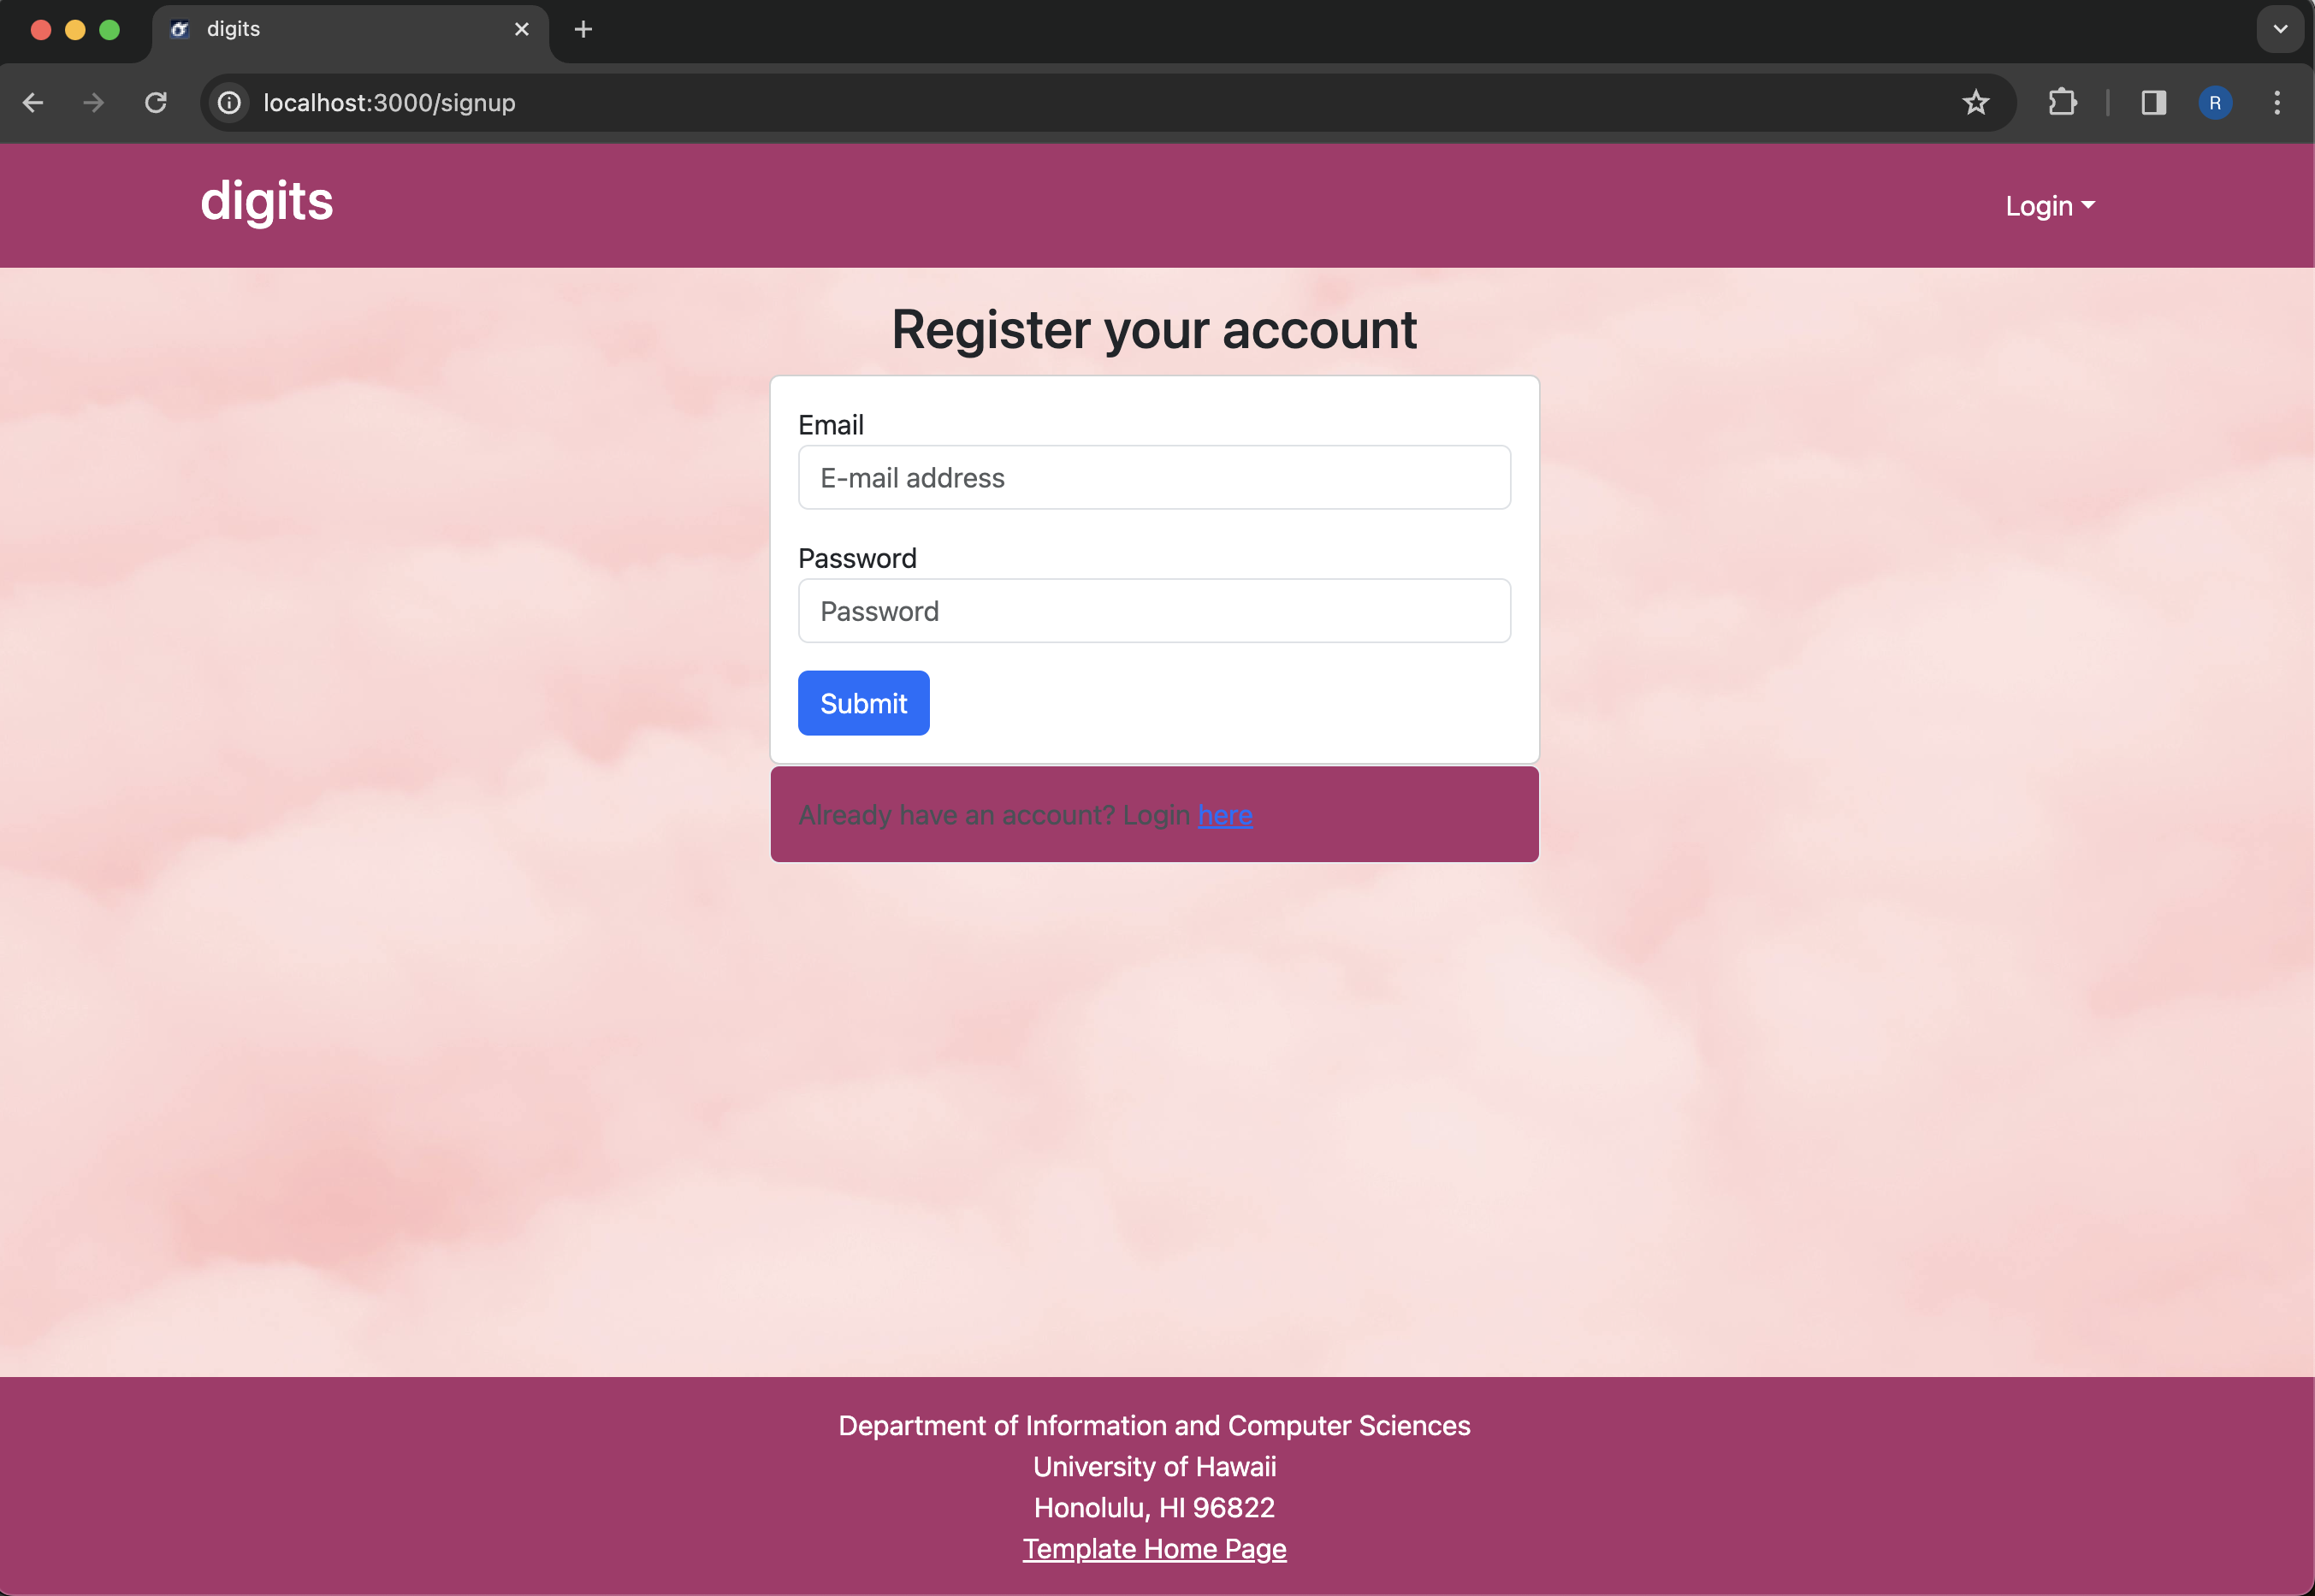 digits
localhost:3000/signup
R
digits
Login
Register your account
Email
E-mail address
Password
Password
Submit
Already have an account? Login here
Department of Information and Computer Sciences
University of Hawaii
Honolulu, HI 96822
Template Home Page